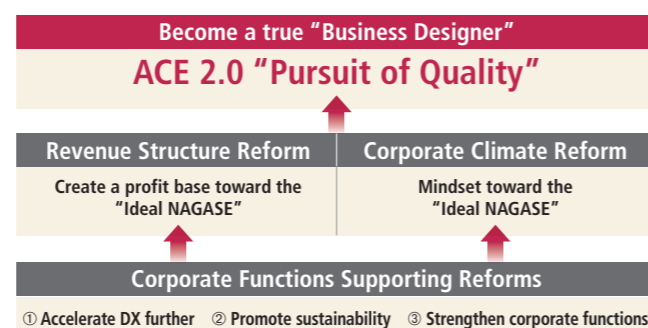 Become a true “Business Designer”
ACE 2.0 “Pursuit of Quality”
Revenue Structure Reform
Create a profit base toward the
“Ideal NAGASE”
Corporate Climate Reform
Mindset toward the
“Ideal NAGASE”
Corporate Functions Supporting Reforms
① Accelerate DX further ② Promote sustainability ③ Strengthen corporate functions